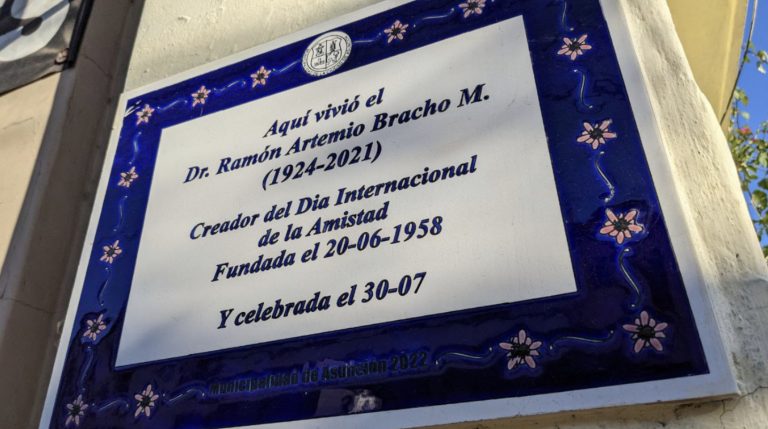 Aquí vivió el
Dr. Ramón Artemio Bracho M.
(1924-2021)
Creador del Dia Internacional
de la Amistad
Fundada el 20-06-1958
Y celebrada el 30-07
Municipalidad de Asunción 2022